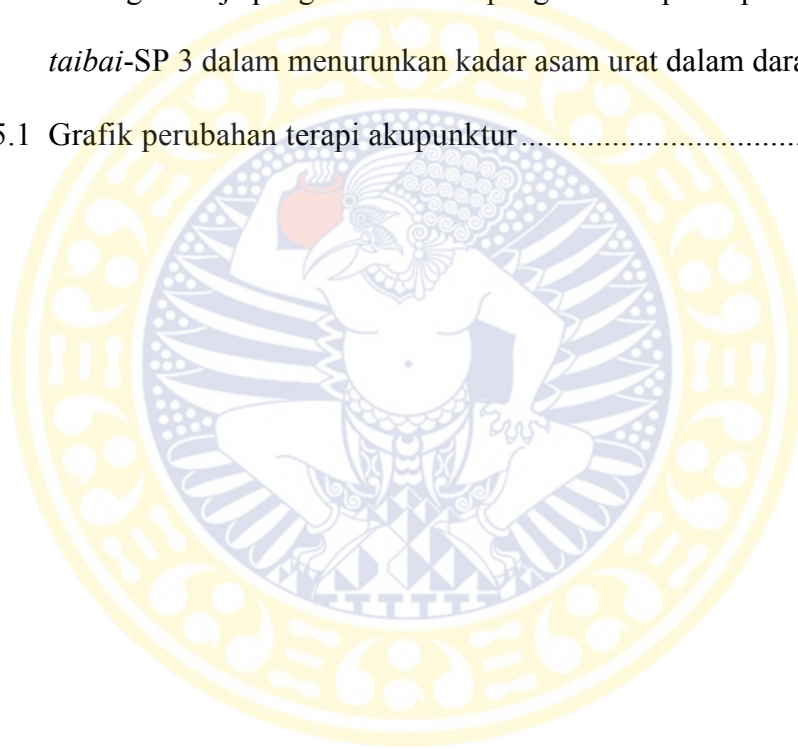 taibai-SP 3 dalam menurunkan kadar asam urat dalam dara
5.1 Grafik perubahan terapi akupunktur